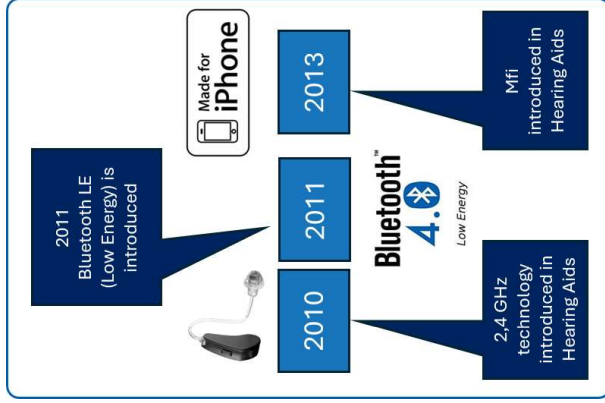 2011
Bluetooth LE
(Low Energy) is
introduced
Made for
iPhone
2010
2011
2013
Bluetooth™
4.0
Low Energy
2,4 GHz
technology
introduced in
Hearing Aids
Mfi
introduced in
Hearing Aids